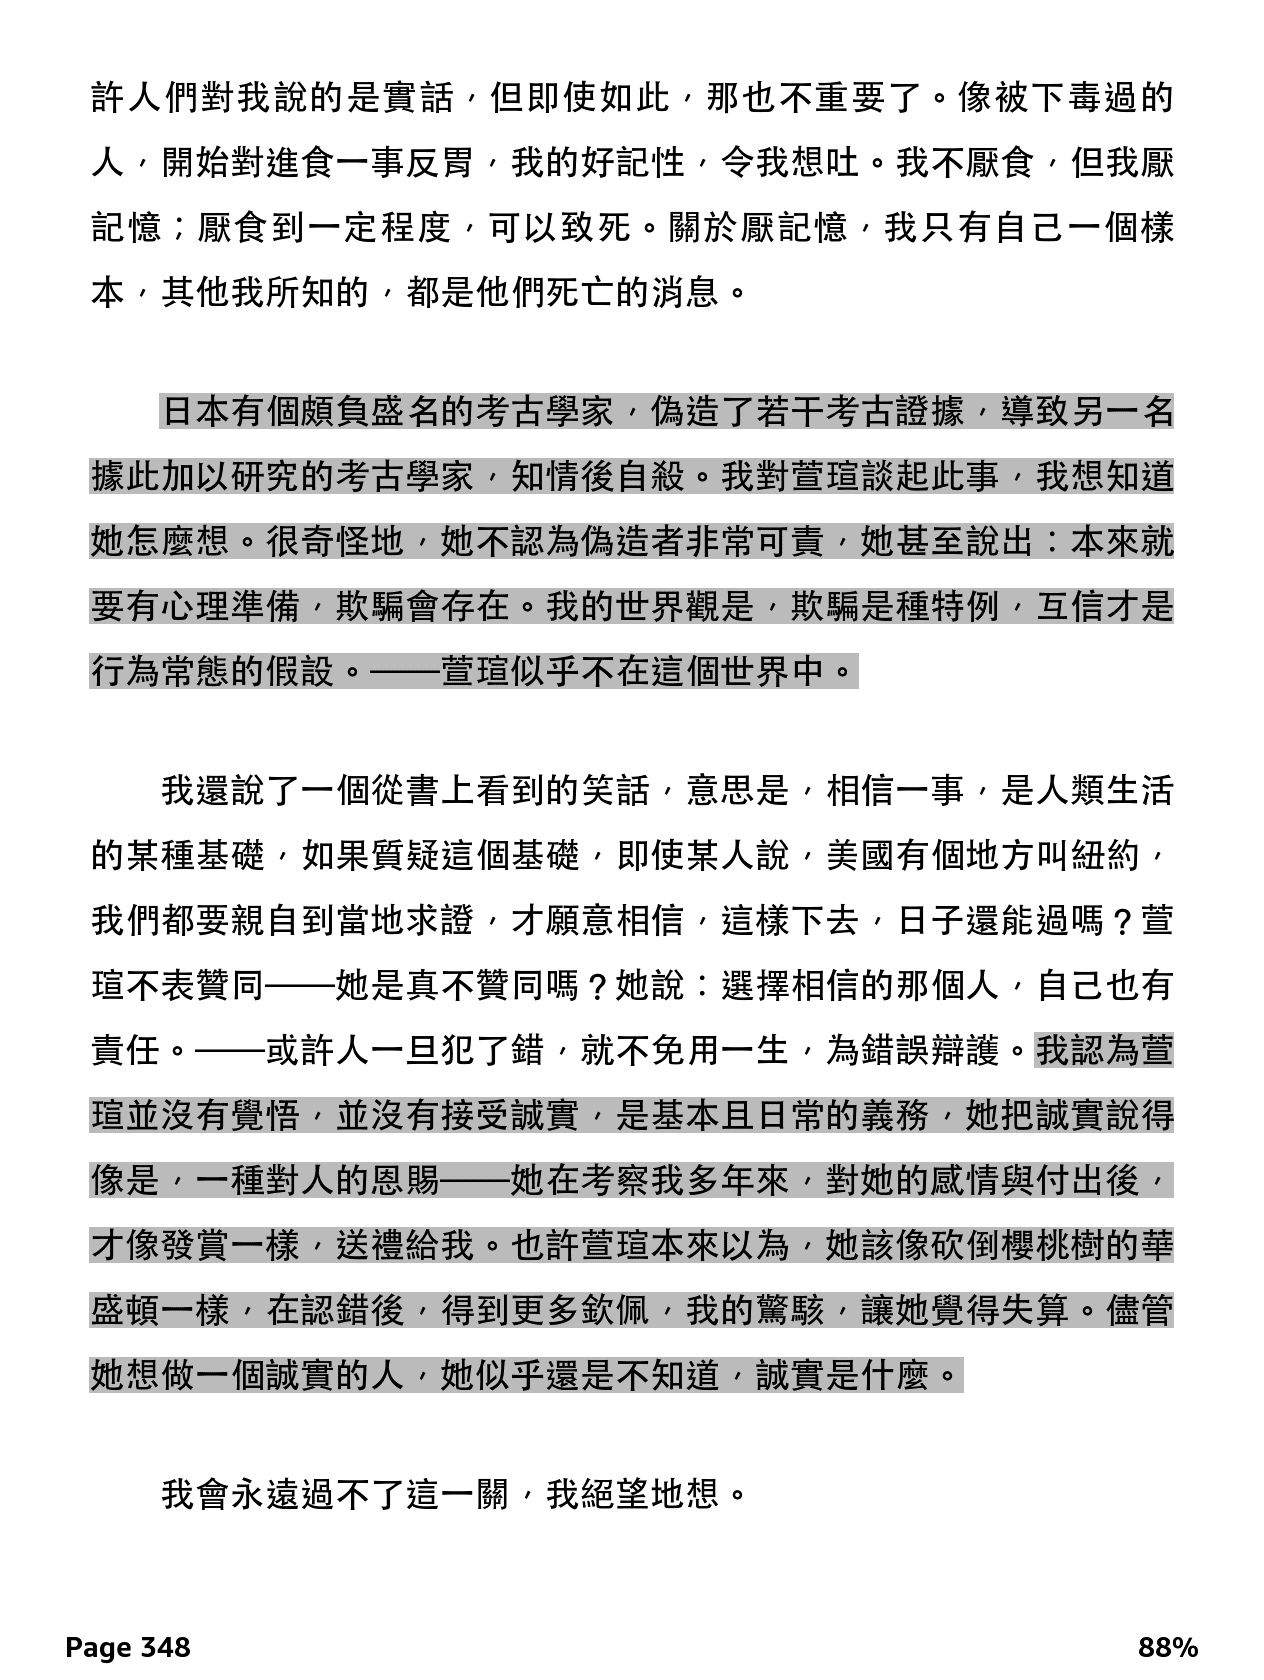 許人們對我說的是實話，但即使如此，那也不重要了。像被下毒過的
人，開始對進食一事反胃，我的好記性，令我想吐。我不厭食，但我厭
記憶；厭食到一定程度，可以致死。關於厭記憶，我只有自己一個樣
本，其他我所知的，都是他們死亡的消息。
日本有個頗負盛名的考古學家，偽造了若干考古證據，導致另一名
據此加以研究的考古學家，知情後自殺。我對萱瑄談起此事，我想知道
她怎麼想。很奇怪地，她不認為偽造者非常可責，她甚至說出：本來就
要有心理準備，欺騙會存在。我的世界觀是，欺騙是種特例，互信才是
行為常態的假設。——萱瑄似乎不在這個世界中。
我還說了一個從書上看到的笑話，意思是，相信一事，是人類生活
的某種基礎，如果質疑這個基礎，即使某人說，美國有個地方叫紐約，
我們都要親自到當地求證，才願意相信，這樣下去，日子還能過嗎？萱
瑄不表贊同——她是真不贊同嗎？她說：選擇相信的那個人，自己也有
責任。——或許人一旦犯了錯，就不免用一生，為錯誤辯護。我認為萱
瑄並沒有覺悟，並沒有接受誠實，是基本且日常的義務，她把誠實說得
像是，一種對人的恩賜——她在考察我多年來，對她的感情與付出後，
才像發賞一樣，送禮給我。也許萱瑄本來以為，她該像砍倒櫻桃樹的華
盛頓一樣，在認錯後，得到更多欽佩，我的驚駭，讓她覺得失算。儘管
她想做一個誠實的人，她似乎還是不知道，誠實是什麼。
我會永遠過不了這一關，我絕望地想。
Page 348
88%